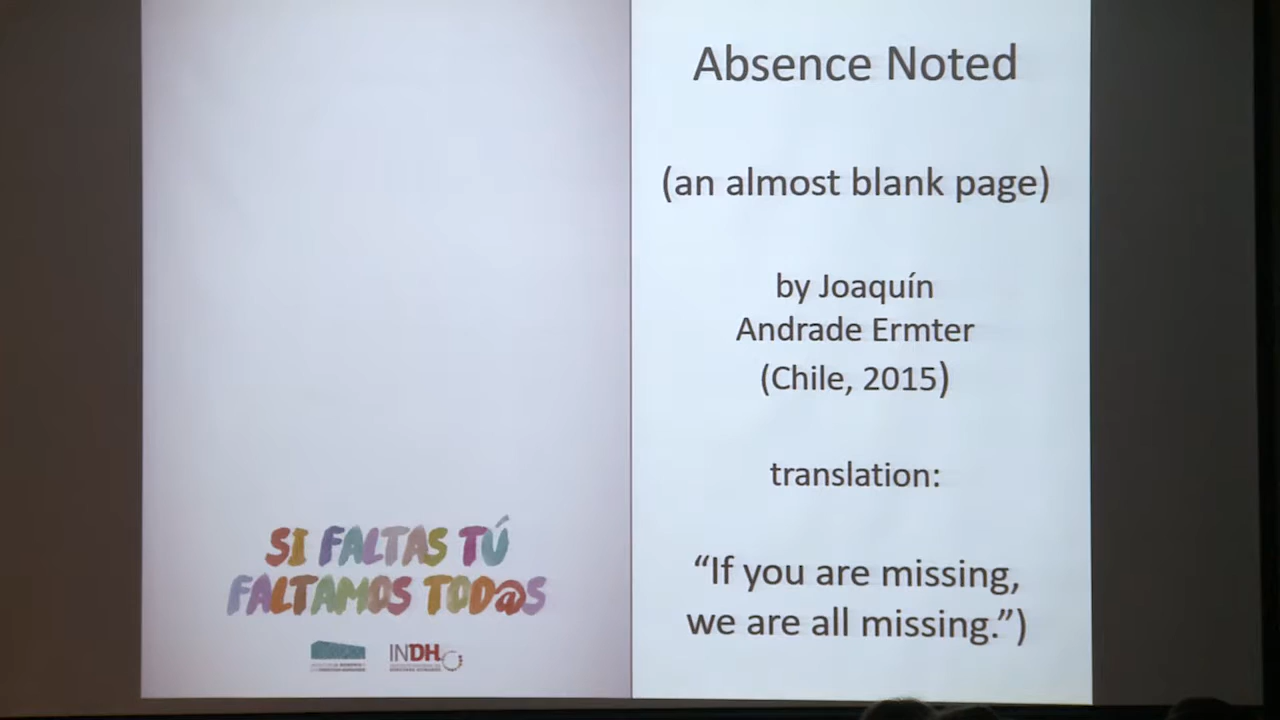 SI FALTAS TÚ
FALTAMOS TOD@S
INDH
Absence Noted
(an almost blank page)
by Joaquín
Andrade Ermter
(Chile, 2015)
translation:
“If you are missing,
we are all missing.”)